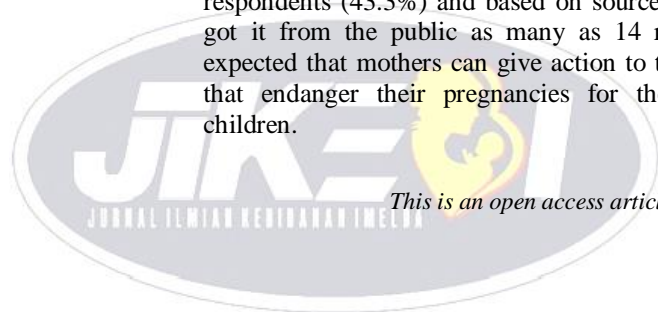 respondents (43.3%) and based on source
got it from the public as many as 14
expected that mothers can give action to
that endanger their pregnancies for
children.
JIKEI
JURNAL ILMIAH KEBIDANAN IMELDA
This is an open access